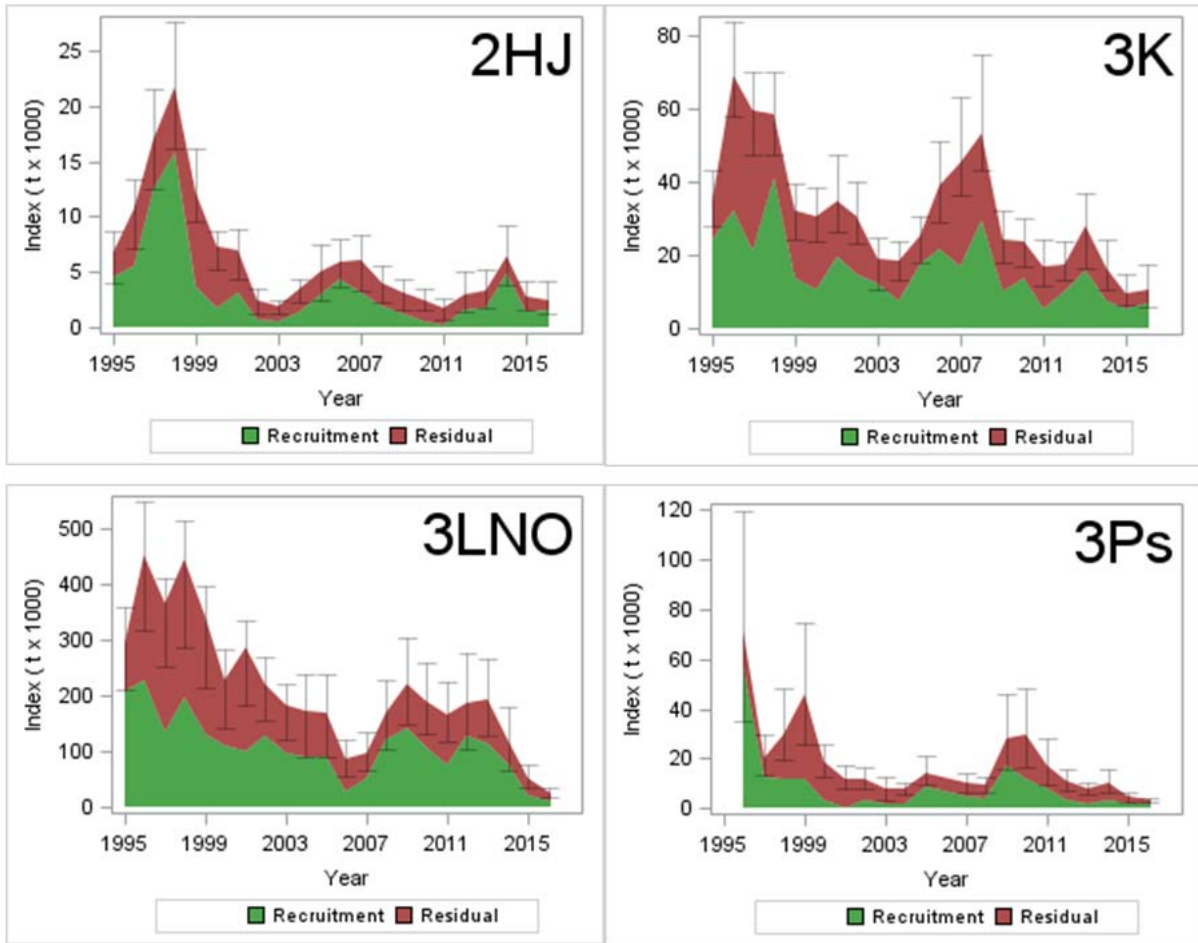 2HJ
Index ( t x 1000)
25
20
15
10
5
0
1995 1999 2003 2007 2011 2015
Year
Recruitment Residual
3K
Index ( t x 1000)
80
60
40
20
0
1995 1999 2003 2007 2011 2015
Year
Recruitment Residual
3LNO
Index ( t x 1000)
500
400
300
200
100
0
1995 1999 2003 2007 2011 2015
Year
Recruitment Residual
3Ps
Index ( t x 1000)
120
100
80
60
40
20
0
1995 1999 2003 2007 2011 2015
Year
Recruitment Residual